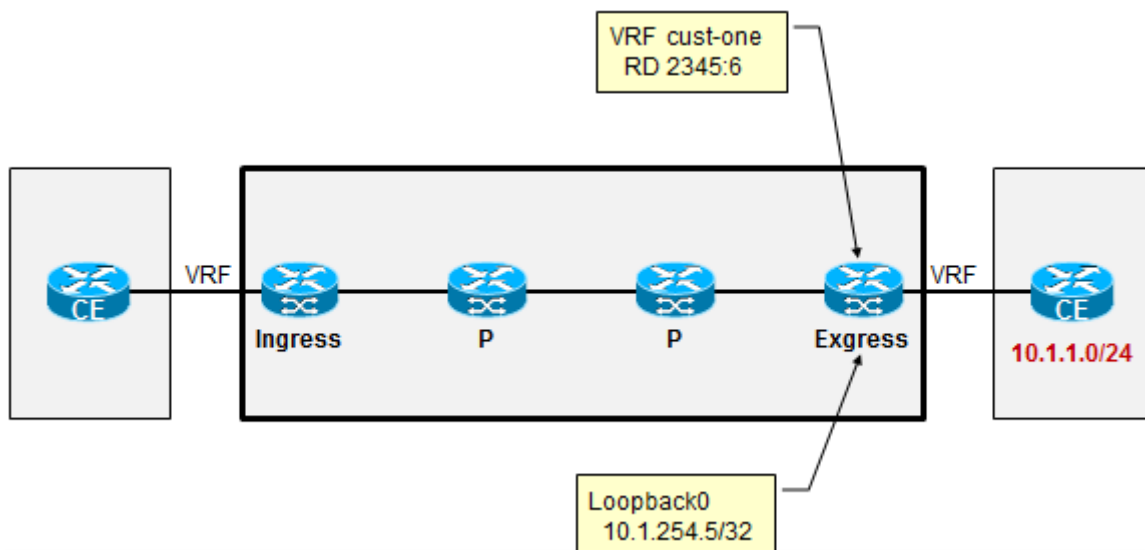 VRF cust-one
RD 2345:6
CE
VRF
Ingress
P
P
Exgress
VRF
CE
10.1.1.0/24
Loopback0
10.1.254.5/32